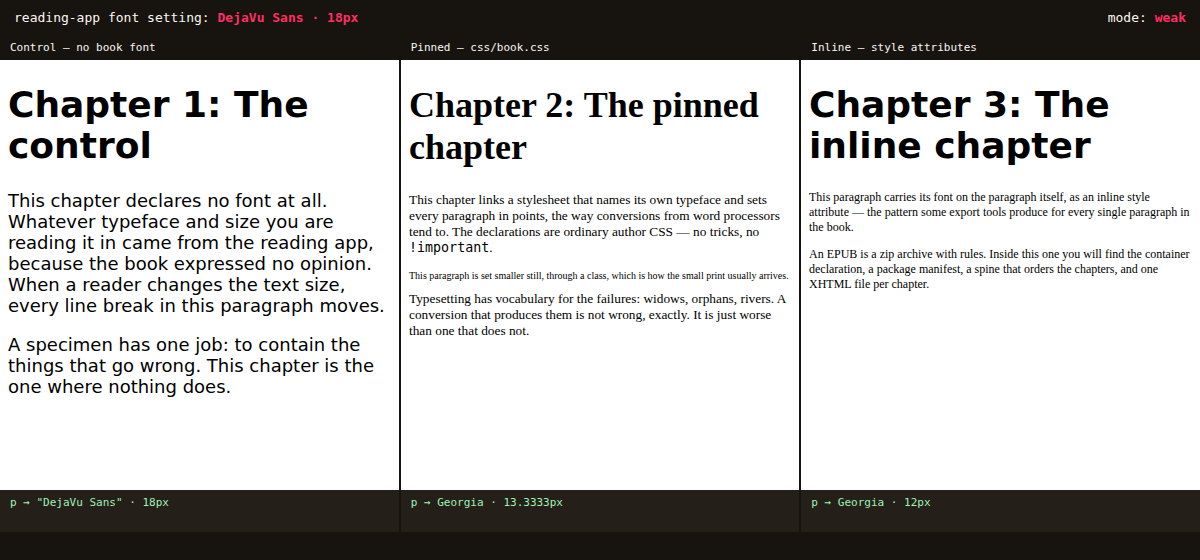 reading-app font setting: DejaVu Sans · 18px
mode: weak
Control — no book font
Pinned — css/book.css
Inline — style attributes
Chapter 1: The
control
This chapter declares no font at all.
Whatever typeface and size you are
reading it in came from the reading app,
because the book expressed no opinion.
When a reader changes the text size,
every line break in this paragraph moves.
A specimen has one job: to contain the
things that go wrong. This chapter is the
one where nothing does.
p → "DejaVu Sans" · 18px
Chapter 2: The pinned
chapter
This chapter links a stylesheet that names its own typeface and sets
every paragraph in points, the way conversions from word processors
tend to. The declarations are ordinary author CSS — no tricks, no
!important.
This paragraph is set smaller still, through a class, which is how the small print usually arrives.
Typesetting has vocabulary for the failures: widows, orphans, rivers. A
conversion that produces them is not wrong, exactly. It is just worse
than one that does not.
p → Georgia · 13.3333px
Chapter 3: The
inline chapter
This paragraph carries its font on the paragraph itself, as an inline style
attribute — the pattern some export tools produce for every single paragraph in
the book.
An EPUB is a zip archive with rules. Inside this one you will find the container
declaration, a package manifest, a spine that orders the chapters, and one
XHTML file per chapter.
p → Georgia · 12px